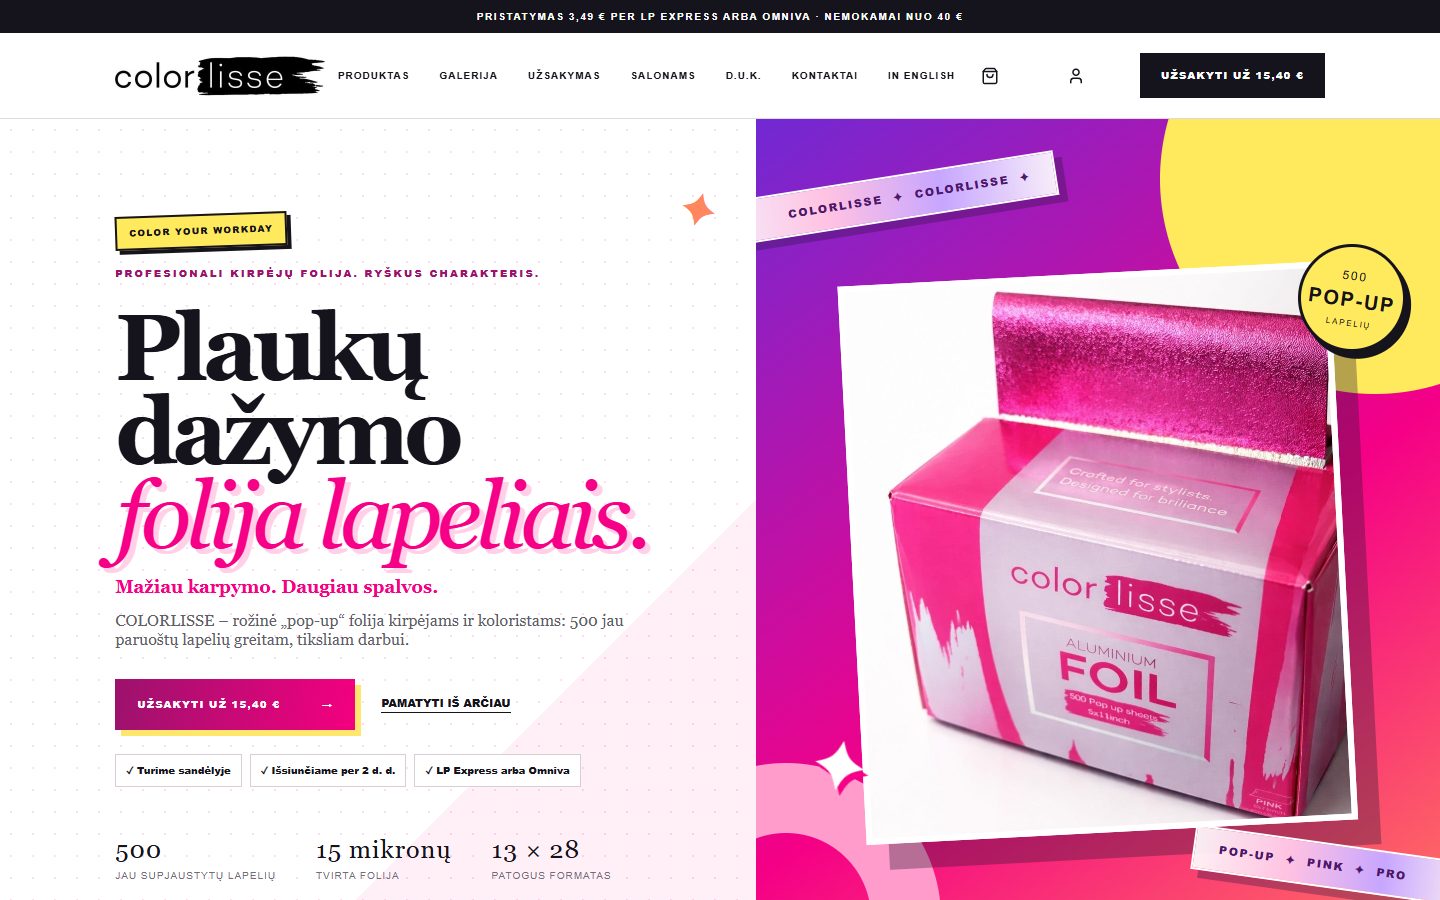 PRISTATYMAS 3,49 € PER LP EXPRESS ARBA OMNIVA · NEMOKAMAI NUO 40 €
color lisse
PRODUKTAS GALERIJA UŽSAKYMAS SALONAMS D.U.K. KONTAKTAI IN ENGLISH
UŽSAKYTI UŽ 15,40 €
COLOR YOUR WORKDAY
PROFESIONALI KIRPĖJŲ FOLIJA. RYŠKUS CHARAKTERIS.
Plaukų
dažymo
folija lapeliais.
Mažiau karpymo. Daugiau spalvos.
COLORLISSE – rožinė „pop-up“ folija kirpėjams ir koloristams: 500 jau
paruoštų lapelių greitam, tiksliam darbui.
UŽSAKYTI UŽ 15,40 € →
PAMATYTI IŠ ARČIAU
✓ Turime sandėlyje
✓ Išsiunčiame per 2 d. d.
✓ LP Express arba Omniva
500
JAU SUPJAUSTYTŲ LAPELIŲ
15 mikronų
TVIRTA FOLIJA
13 × 28
PATOGUS FORMATAS
COLORLISSE ✦ COLORLISSE ✦
500
POP-UP
LAPELIŲ
Crafted for stylists.
Designed for briliance
color lisse
ALUMINIUM
FOIL
500 Pop up sheets
5x11inch
PINK
POP-UP ✦ PINK ✦ PRO